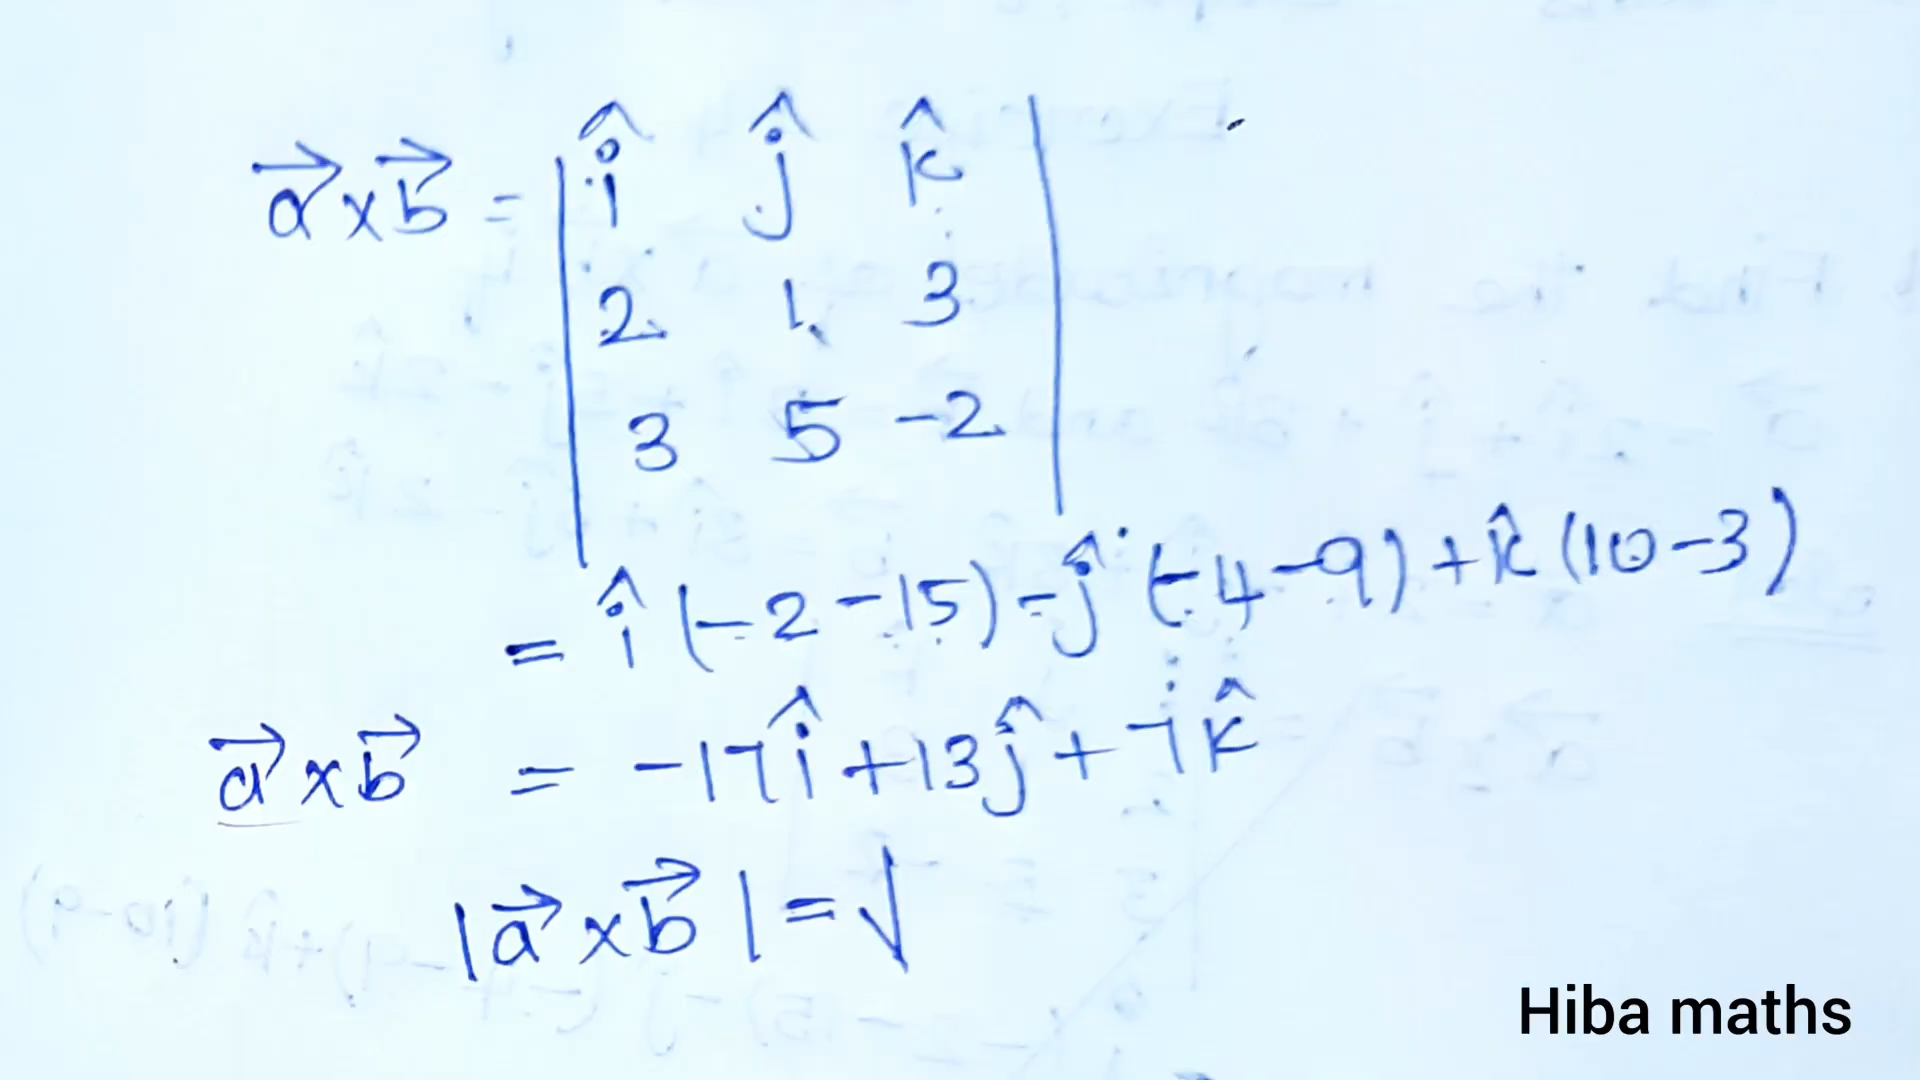 a⃗ x b⃗ = | î ĵ k̂ |
2 1 3
3 5 -2
= î (-2 -15) - ĵ (-4 -9) + k̂ (10 -3)
a⃗ x b⃗ = -17î +13ĵ + 7k̂
|a⃗ x b⃗| = √
Hiba maths